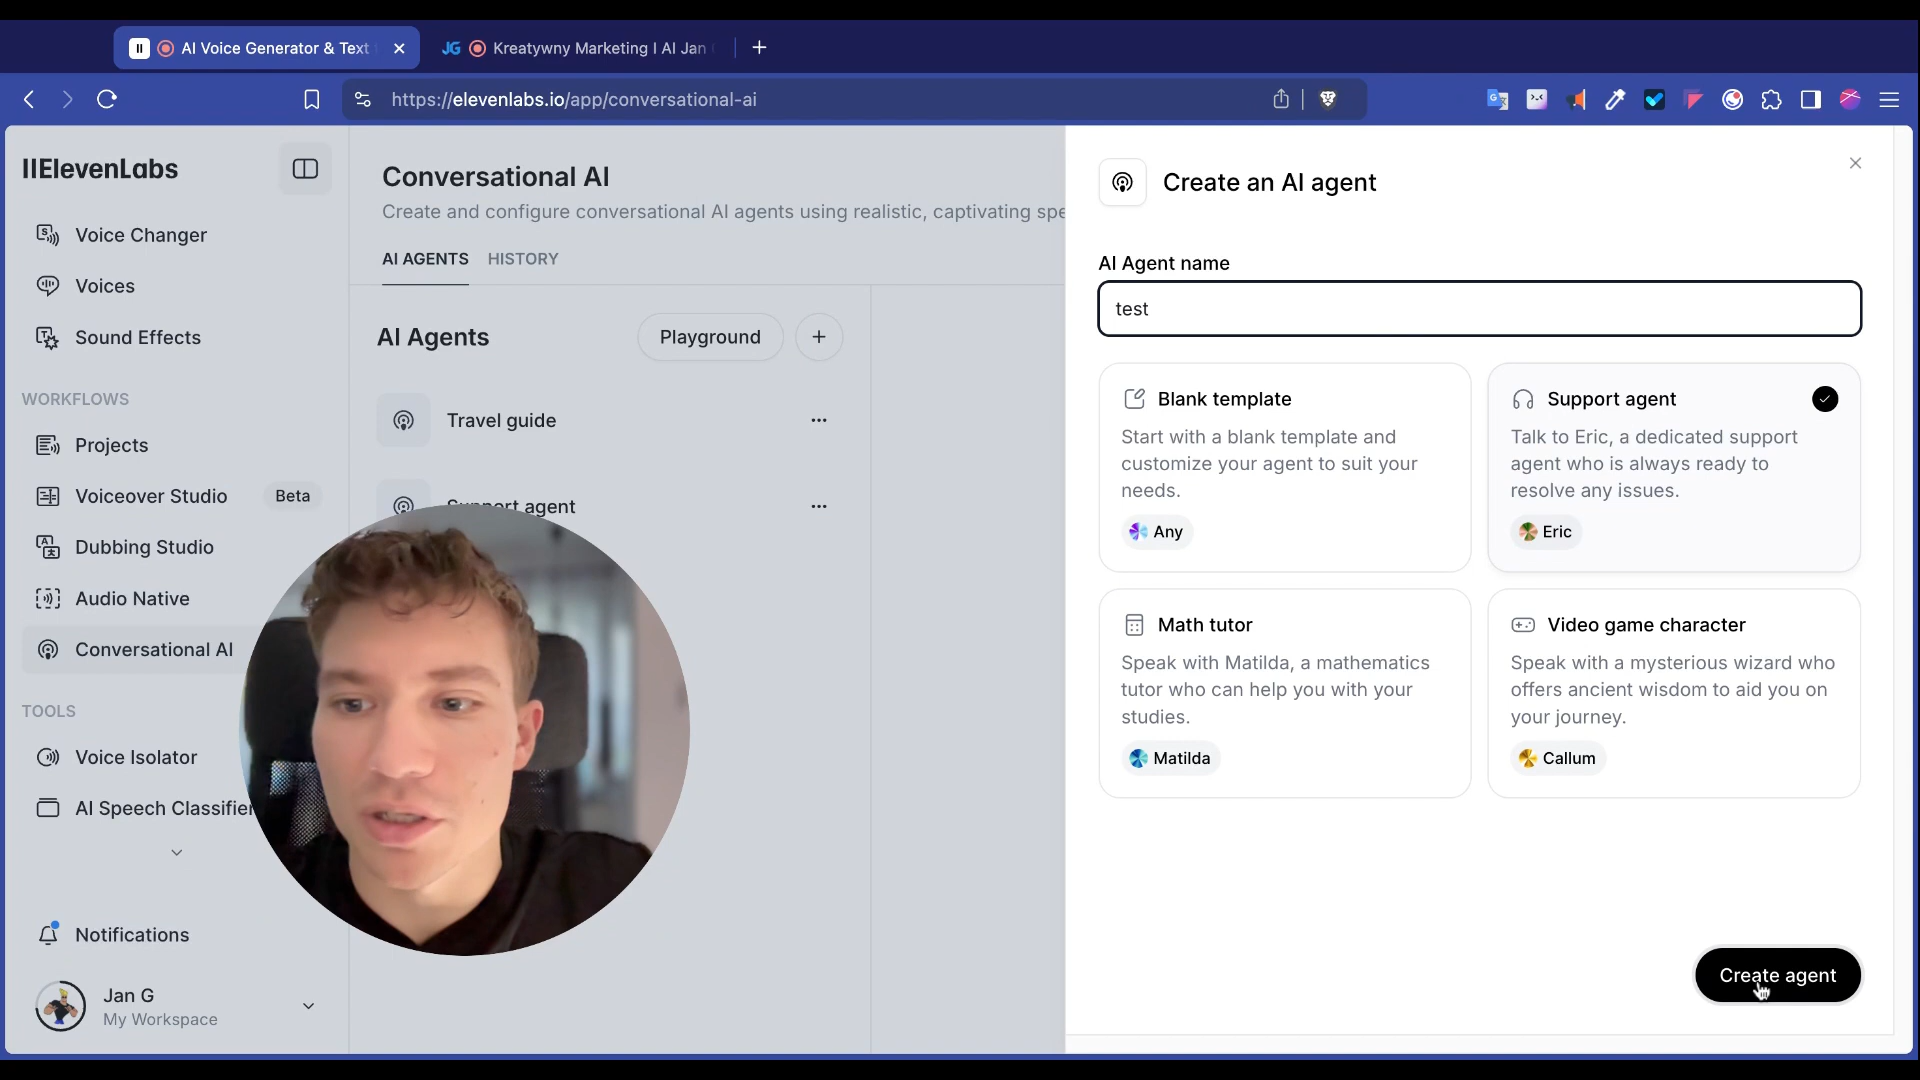 AI Voice Generator & Text
JG
Kreatywny Marketing I AI Jan
https://elevenlabs.io/app/conversational-ai
IIElevenLabs
Voice Changer
Voices
Sound Effects
WORKFLOWS
Projects
Voiceover Studio
Beta
Dubbing Studio
Audio Native
Conversational AI
TOOLS
Voice Isolator
AI Speech Classifier
Notifications
Jan G
My Workspace
Conversational AI
Create and configure conversational AI agents using realistic, captivating spe
AI AGENTS
HISTORY
AI Agents
Playground
Travel guide
Support agent
Create an AI agent
AI Agent name
test
Blank template
Start with a blank template and
customize your agent to suit your
needs.
Any
Support agent
Talk to Eric, a dedicated support
agent who is always ready to
resolve any issues.
Eric
Math tutor
Speak with Matilda, a mathematics
tutor who can help you with your
studies.
Matilda
Video game character
Speak with a mysterious wizard who
offers ancient wisdom to aid you on
your journey.
Callum
Create agent